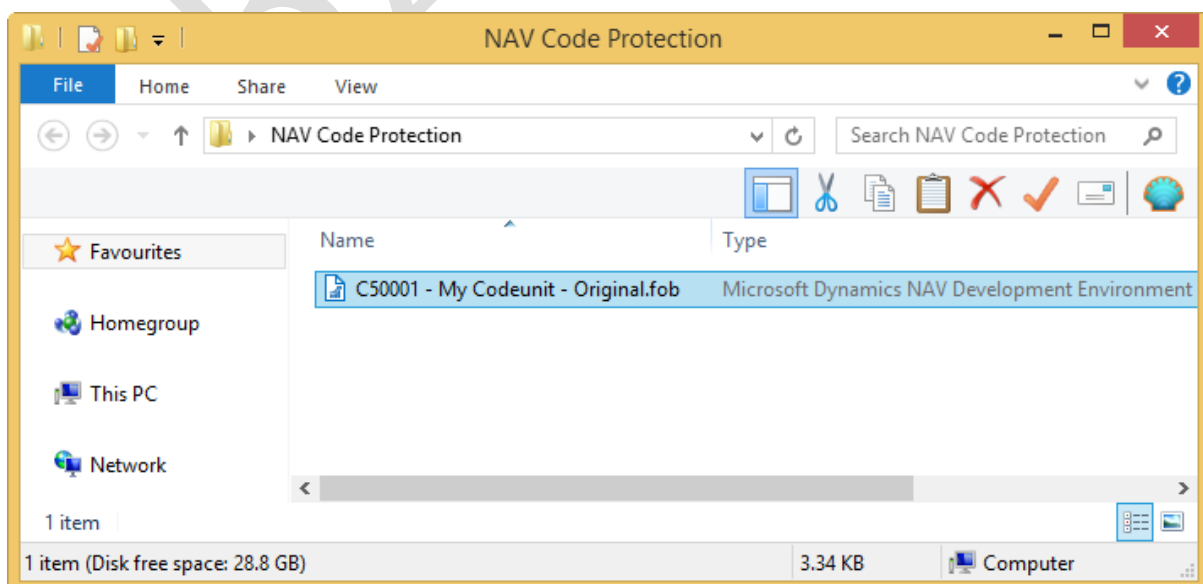 NAV Code Protection
File Home Share View
NAV Code Protection Search NAV Code Protection
Name Type
Favourites
C50001 - My Codeunit - Original.fob Microsoft Dynamics NAV Development Environment
Homegroup
This PC
Network
1 item
1 item (Disk free space: 28.8 GB) 3.34 KB Computer